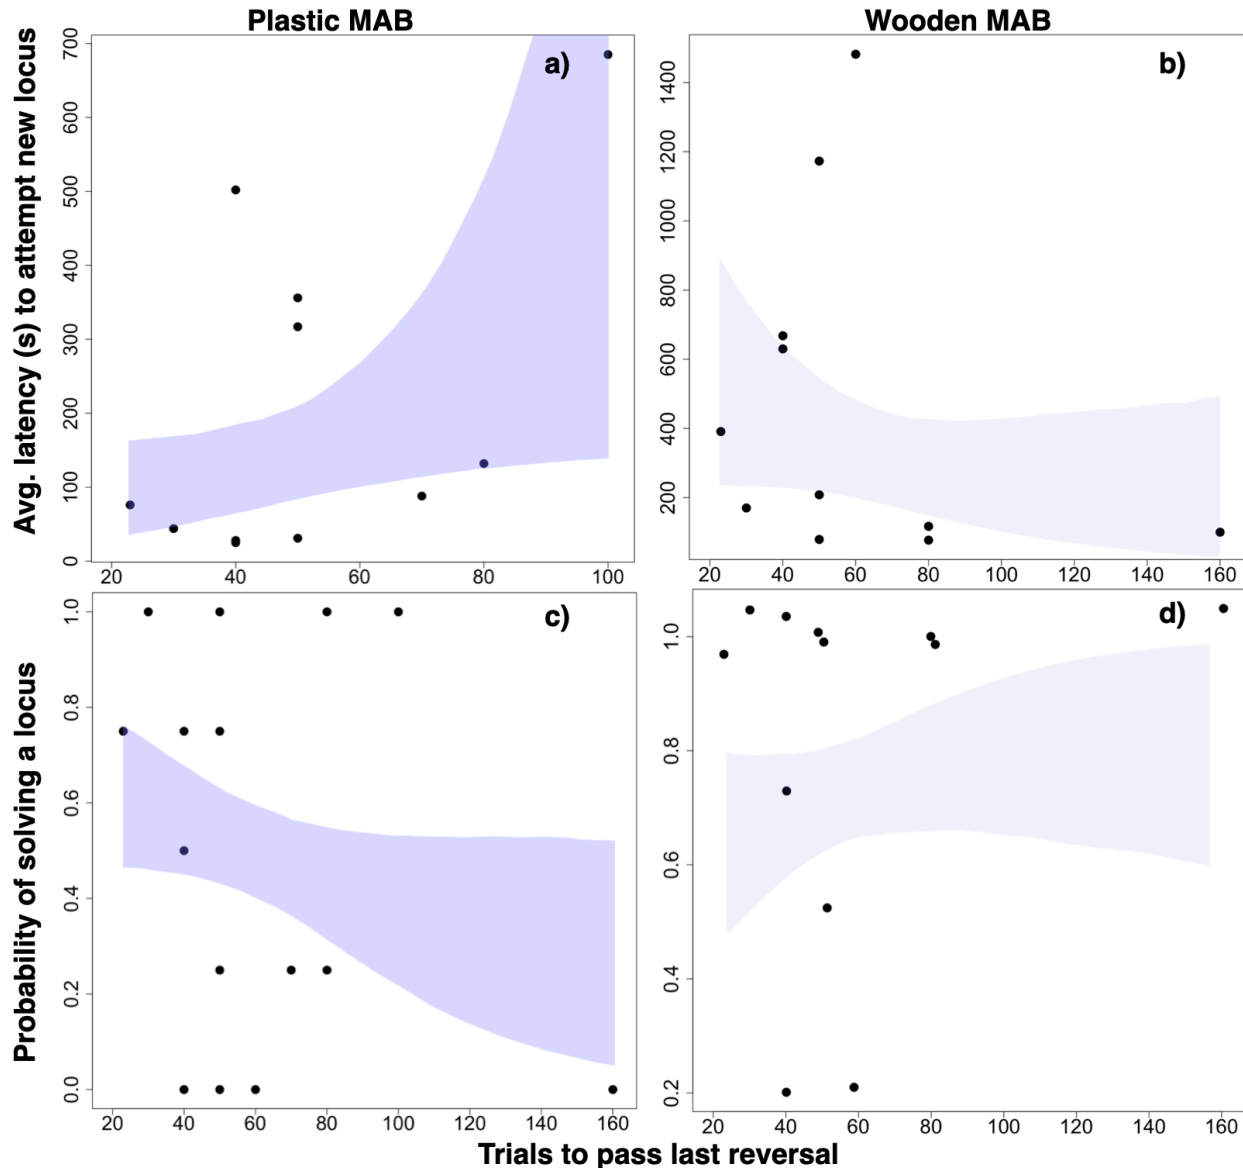 Plastic MAB
Wooden MAB
Avg. latency (s) to attempt new locus
a)
0 100 200 300 400 500 600 700
20 40 60 80 100
b)
200 400 600 800 1000 1200 1400
20 40 60 80 100 120 140 160
Probability of solving a locus
c)
0.0 0.2 0.4 0.6 0.8 1.0
20 40 60 80 100 120 140 160
d)
0.2 0.4 0.6 0.8 1.0
20 40 60 80 100 120 140 160
Trials to pass last reversal